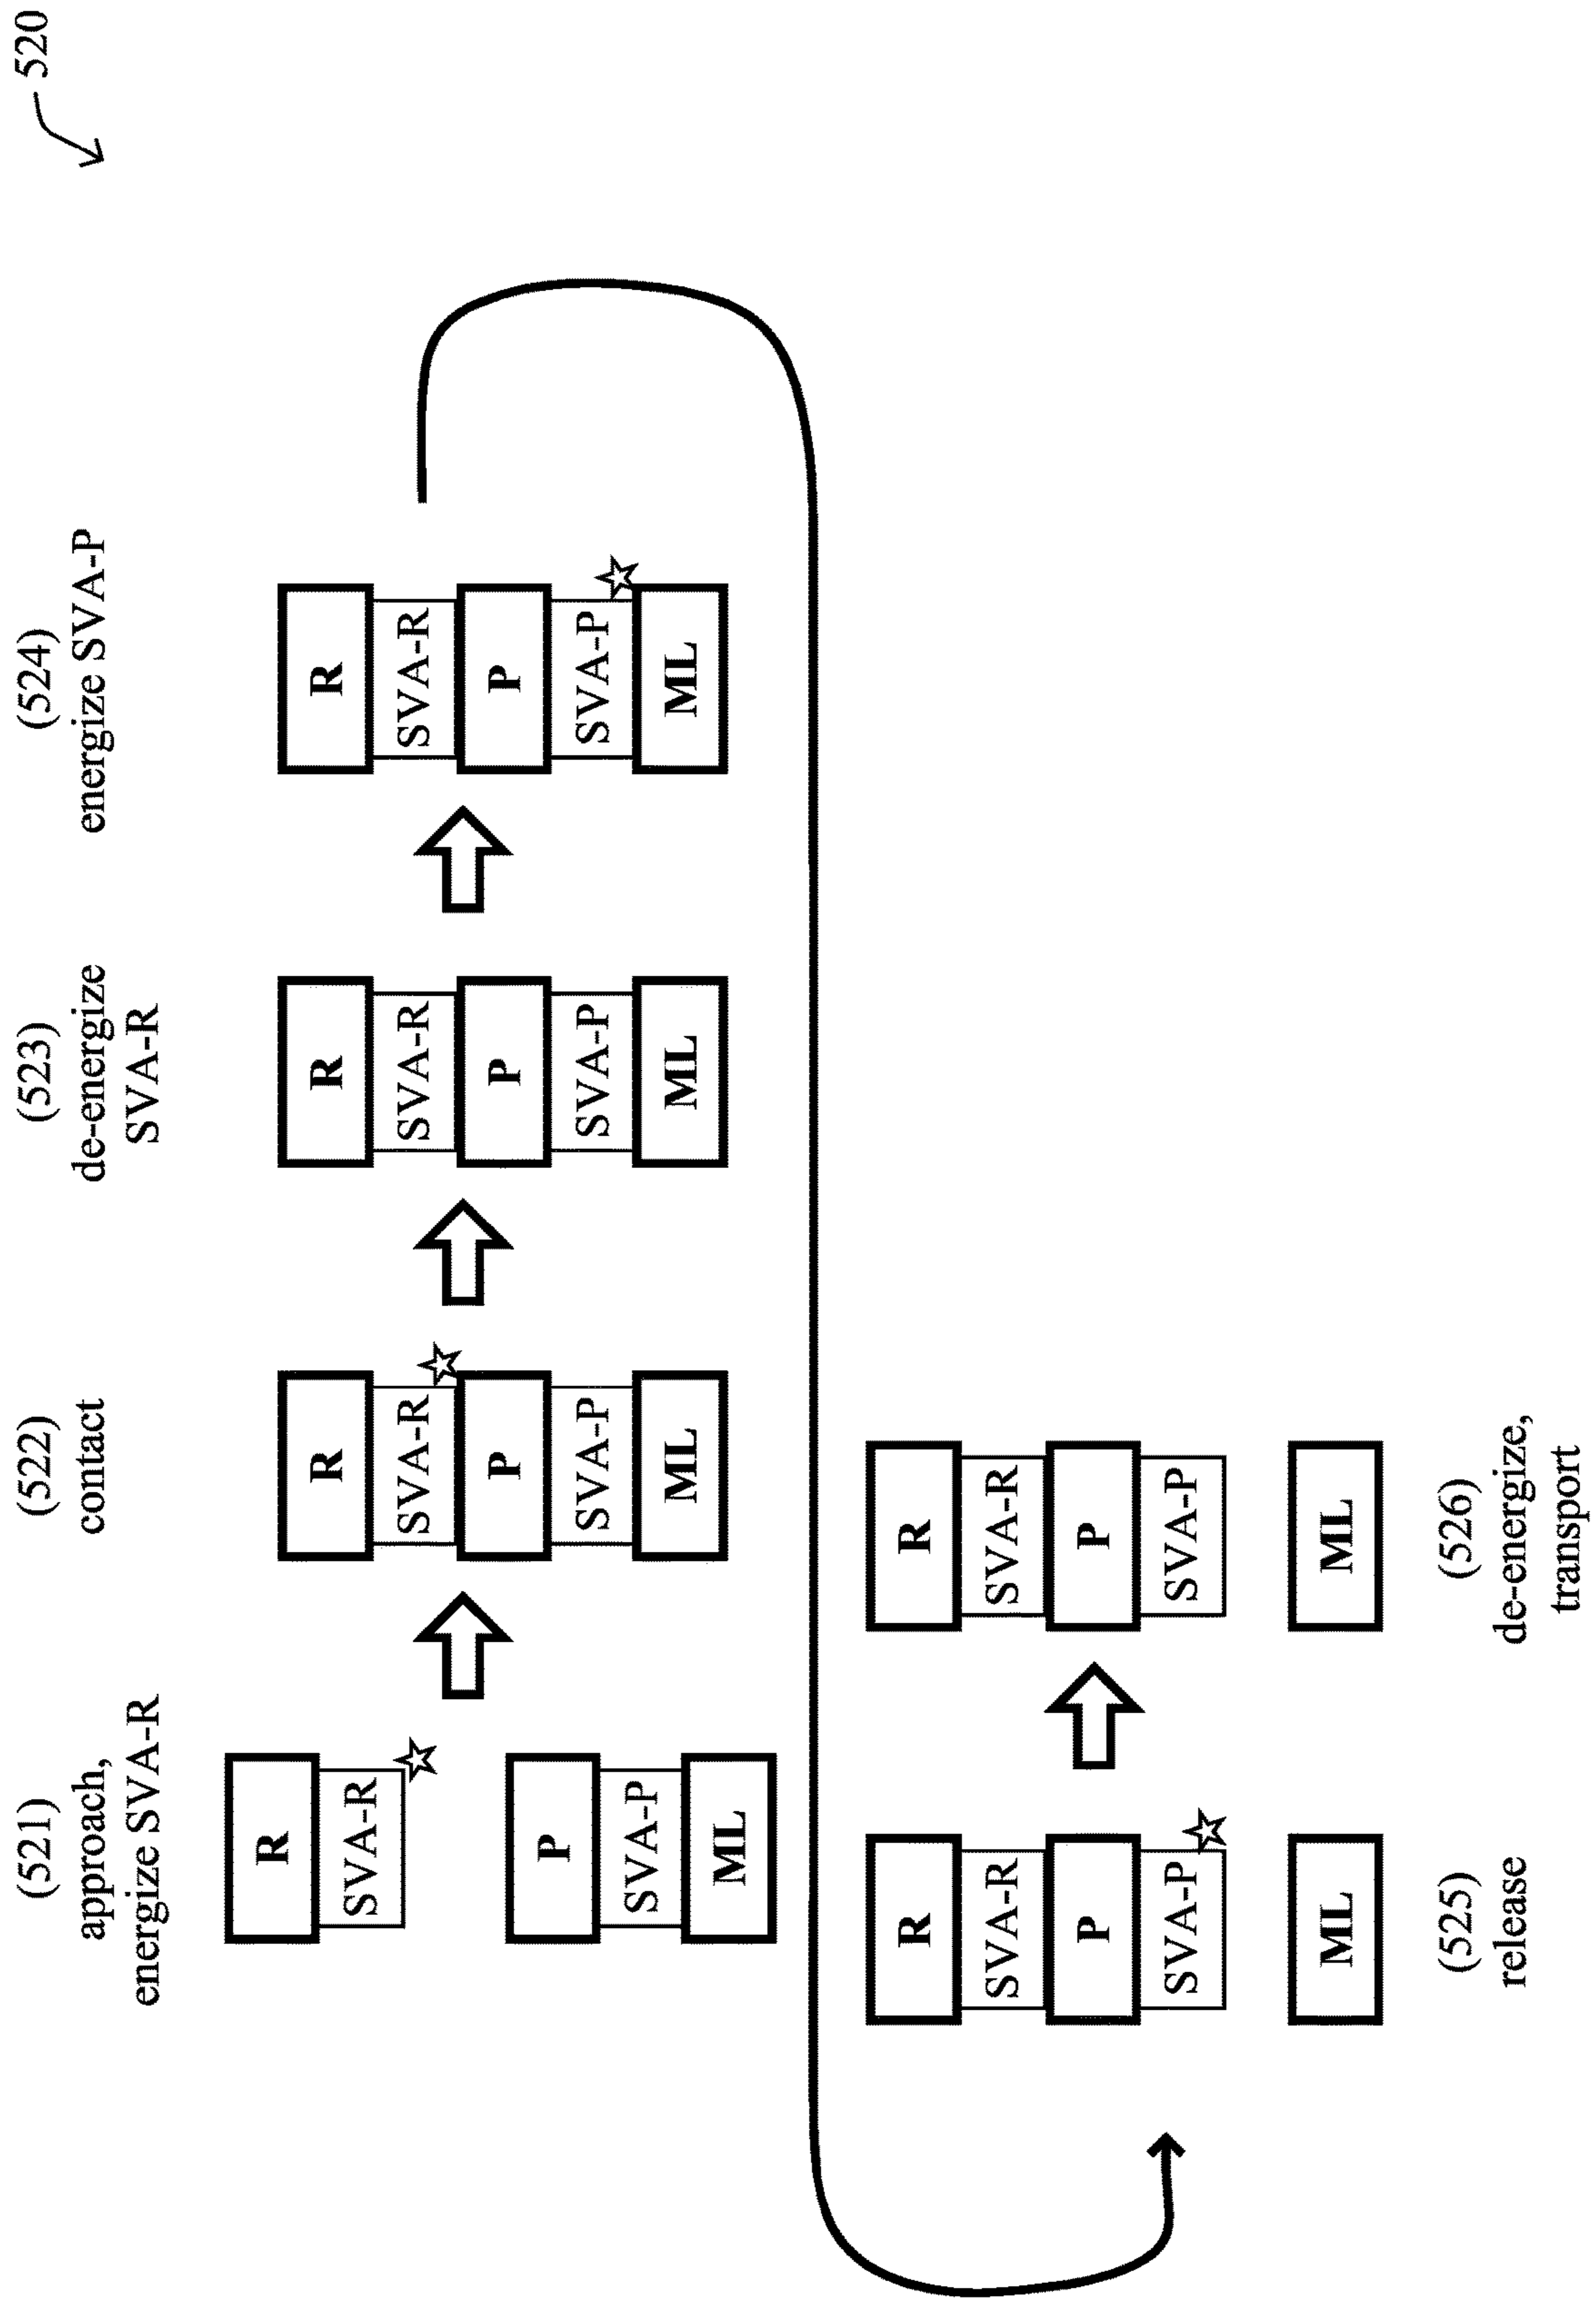 520
(521)
approach,
energize SVA-R
R
SVA-R
P
SVA-P
ML
(522)
contact
R
SVA-R
P
SVA-P
ML
(523)
de-energize
SVA-R
R
SVA-R
P
SVA-P
ML
(524)
energize SVA-P
R
SVA-R
P
SVA-P
ML
R
SVA-R
P
SVA-P
ML
(525)
release
R
SVA-R
P
SVA-P
ML
(526)
de-energize,
transport